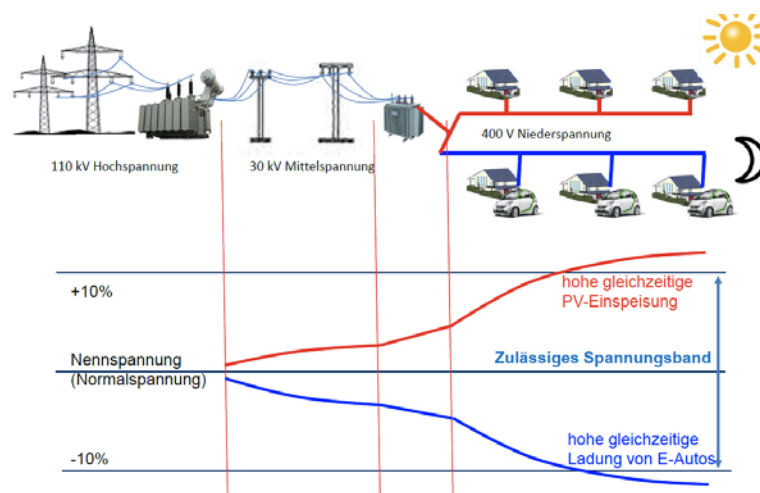 110 kV Hochspannung
30 kV Mittelspannung
400 V Niederspannung
+10%
hohe gleichzeitige
PV-Einspeisung
Nennspannung
(Normalspannung)
Zulässiges Spannungsband
hohe gleichzeitige
Ladung von E-Autos
-10%